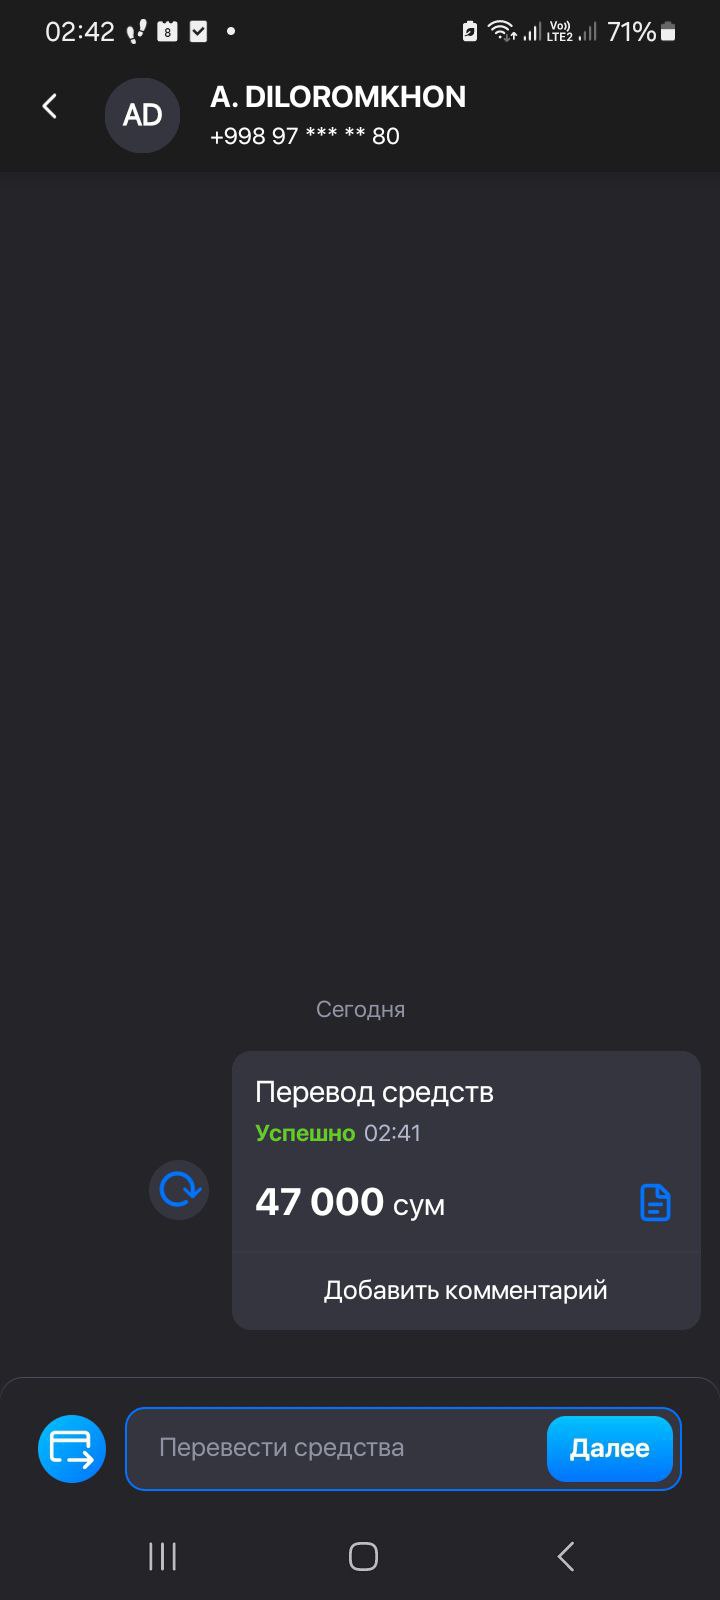 02:42
8
Vo))
LTE2
71%
AD
A. DILOROMKHON
+998 97 *** ** 80
Сегодня
Перевод средств
Успешно 02:41
47 000 сум
Добавить комментарий
Перевести средства
Далее